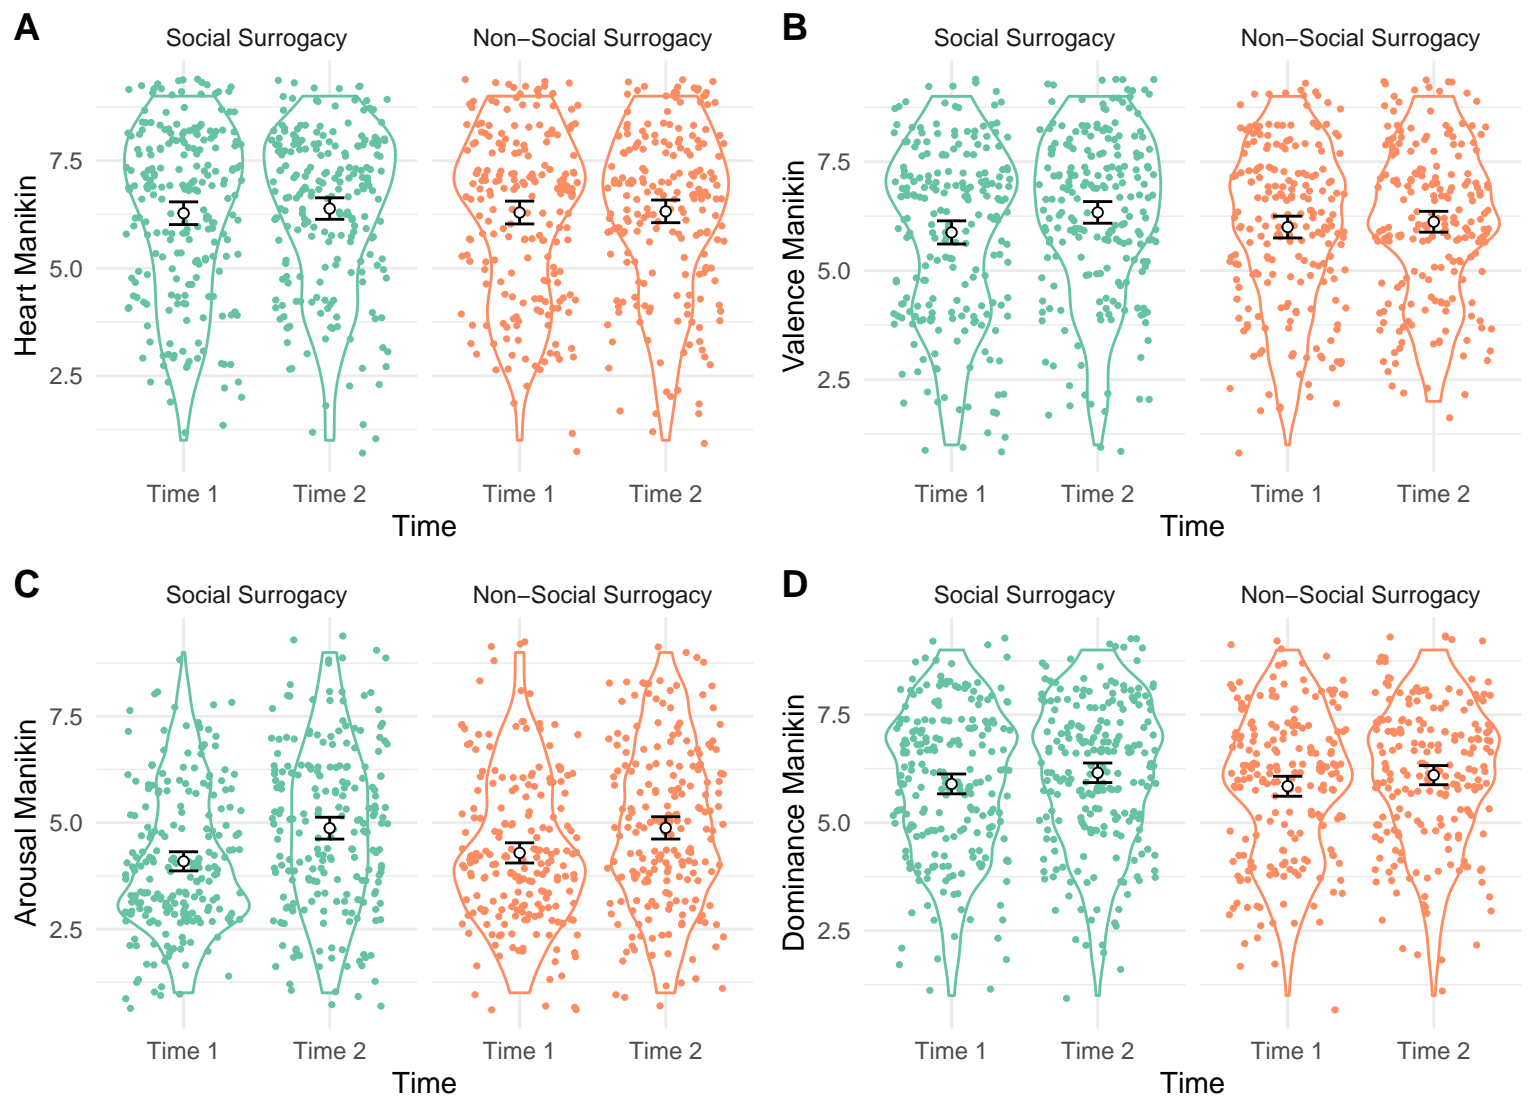 A
Social Surrogacy
Non−Social Surrogacy
Heart Manikin
7.5
5.0
2.5
Time 1
Time 2
Time 1
Time 2
Time
B
Social Surrogacy
Non−Social Surrogacy
Valence Manikin
7.5
5.0
2.5
Time 1
Time 2
Time 1
Time 2
Time
C
Social Surrogacy
Non−Social Surrogacy
Arousal Manikin
7.5
5.0
2.5
Time 1
Time 2
Time 1
Time 2
Time
D
Social Surrogacy
Non−Social Surrogacy
Dominance Manikin
7.5
5.0
2.5
Time 1
Time 2
Time 1
Time 2
Time